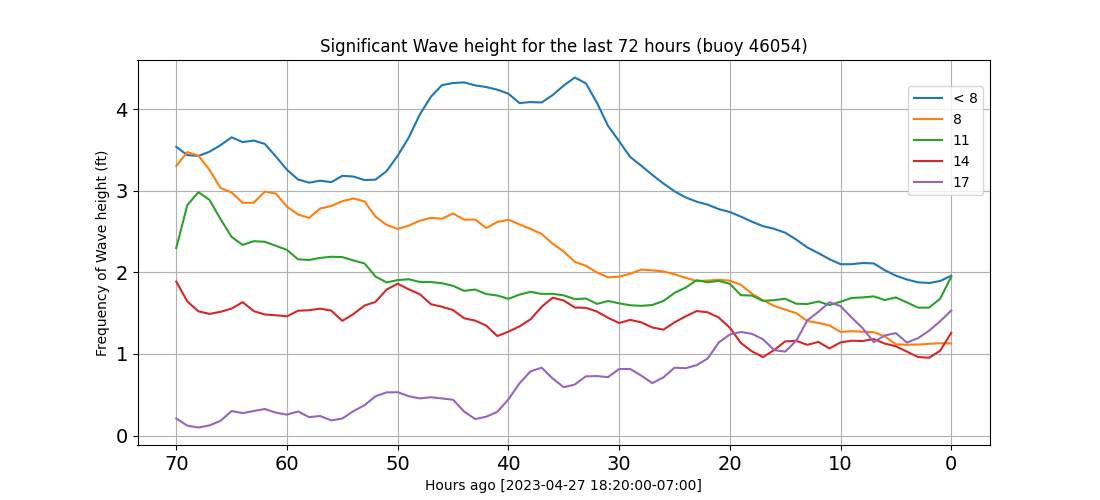 Significant Wave height for the last 72 hours (buoy 46054)
Frequency of Wave height (ft)
4
3
2
1
0
< 8
8
11
14
17
70 60 50 40 30 20 10 0
Hours ago [2023-04-27 18:20:00-07:00]